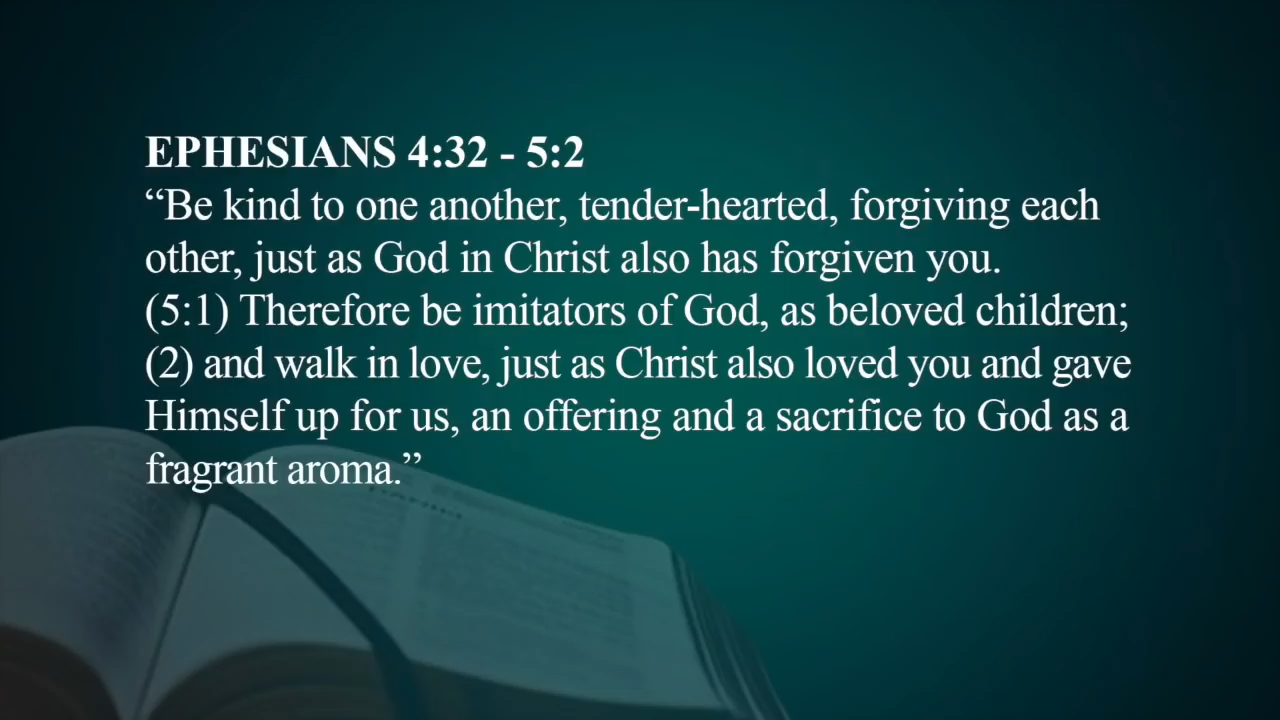 EPHESIANS 4:32 - 5:2
“Be kind to one another, tender-hearted, forgiving each
other, just as God in Christ also has forgiven you.
(5:1) Therefore be imitators of God, as beloved children;
(2) and walk in love, just as Christ also loved you and gave
Himself up for us, an offering and a sacrifice to God as a
fragrant aroma.”